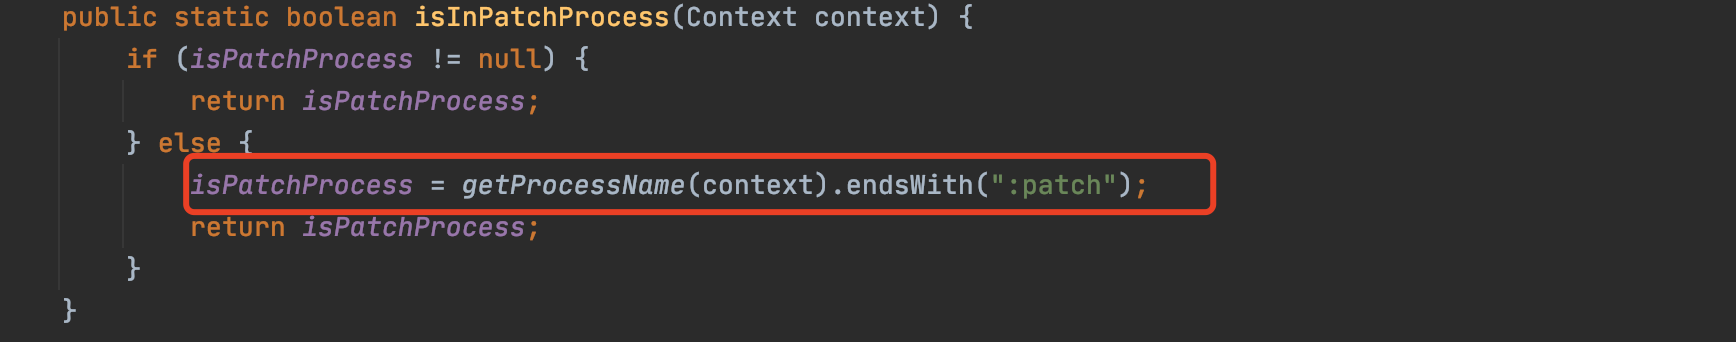 public static boolean isInPatchProcess(Context context) {
if (isPatchProcess != null) {
return isPatchProcess;
} else {
isPatchProcess = getProcessName(context).endsWith(":patch");
return isPatchProcess;
}
}